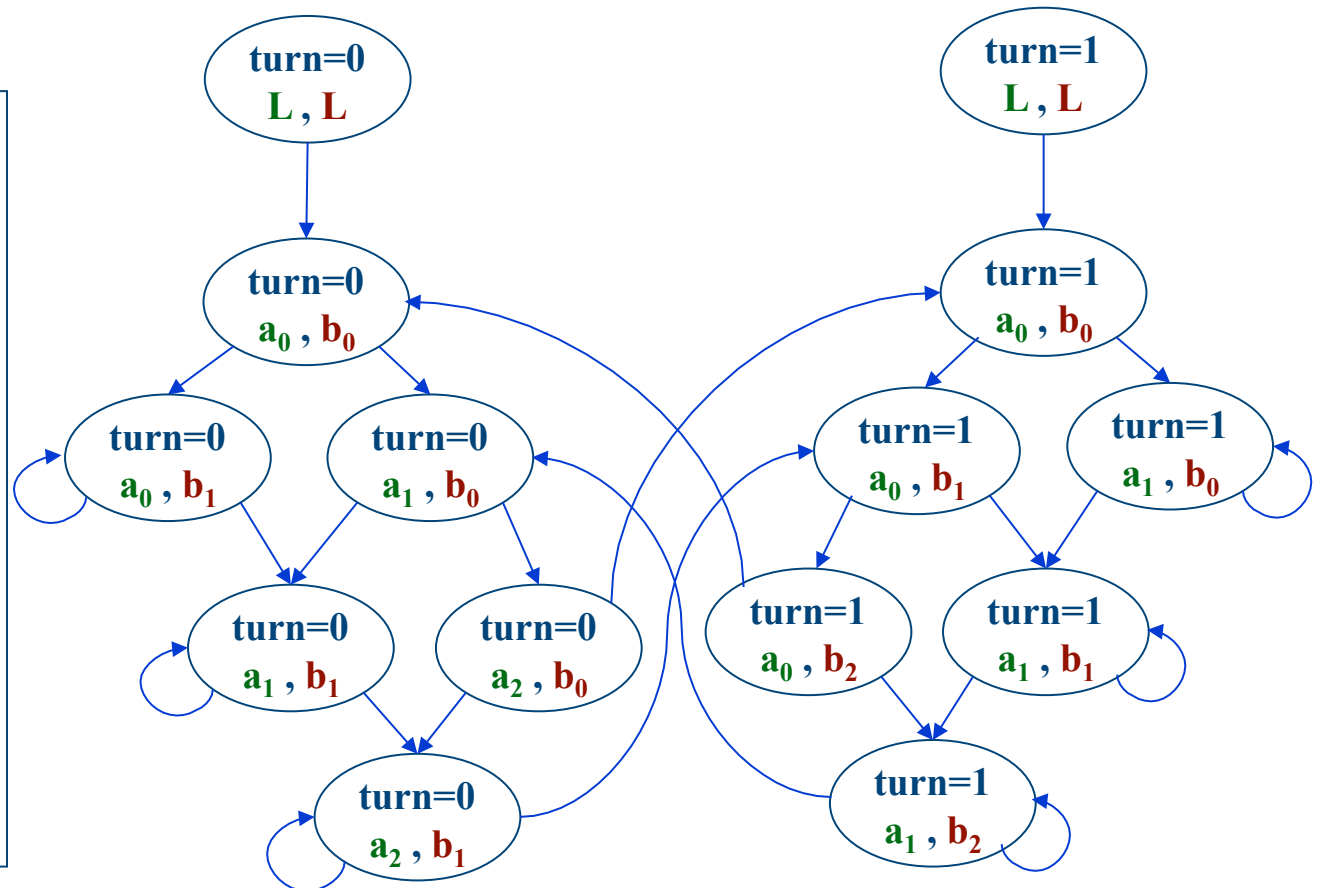 turn=0
L , L
turn=1
L , L
turn=0
a₀ , b₀
turn=1
a₀ , b₀
turn=0
a₀ , b₁
turn=0
a₁ , b₀
turn=1
a₀ , b₁
turn=1
a₁ , b₀
turn=0
a₁ , b₁
turn=0
a₂ , b₀
turn=1
a₀ , b₂
turn=1
a₁ , b₁
turn=0
a₂ , b₁
turn=1
a₁ , b₂